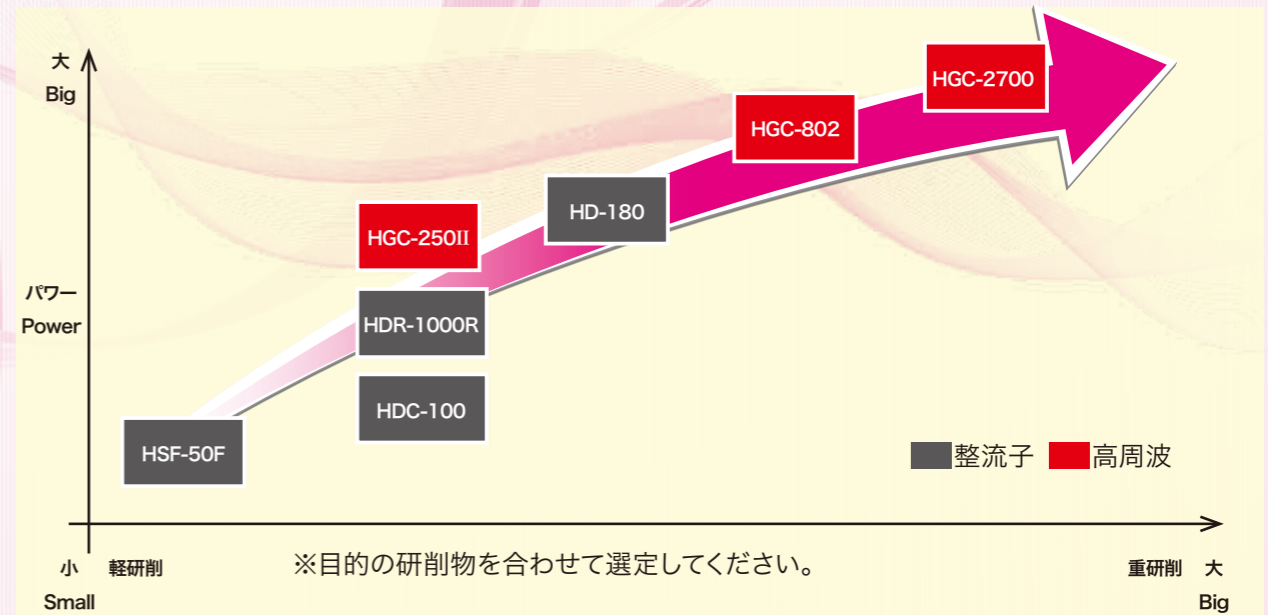 大
Big
HGC-2700
HGC-802
HD-180
HGC-250II
パワー
Power
HDR-1000R
HDC-100
HSF-50F
整流子 高周波
小 軽研削 ※目的の研削物を合わせて選定してください。 重研削 大
Small Big